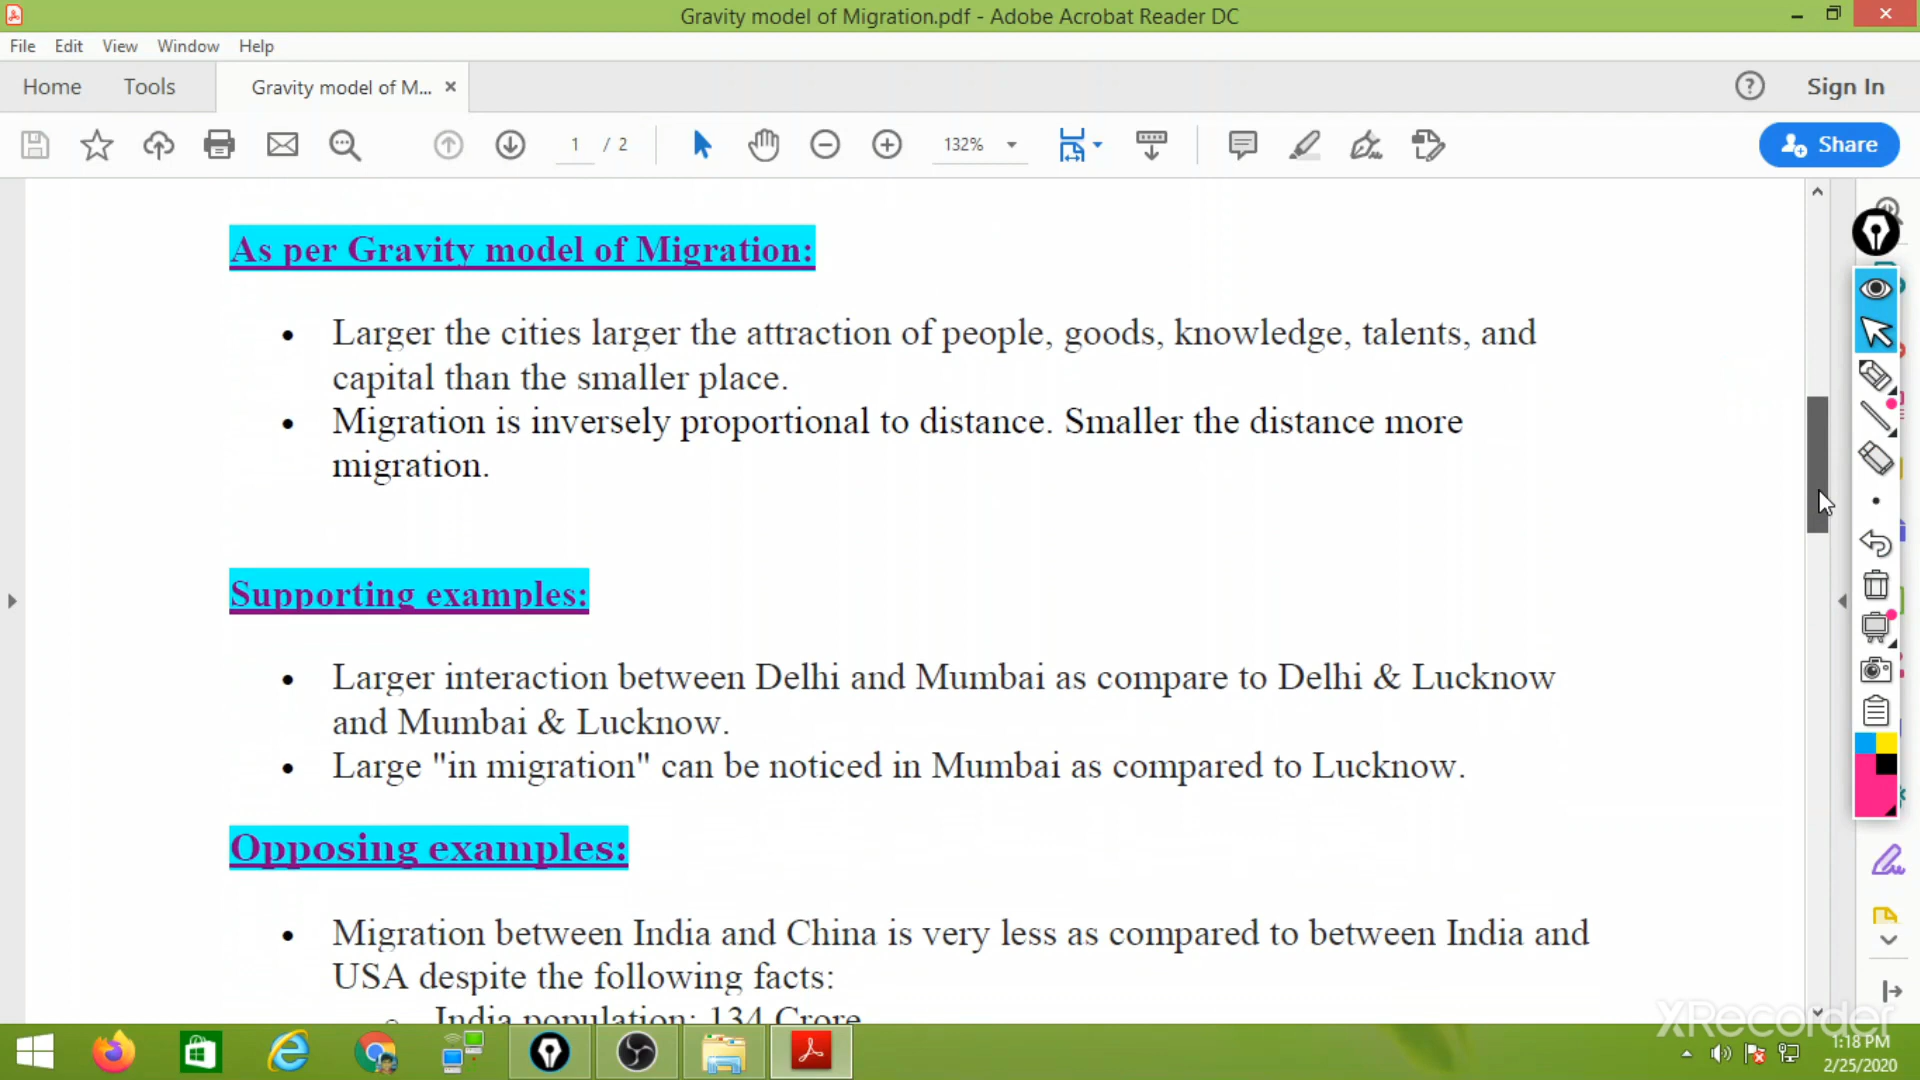 Gravity model of Migration.pdf - Adobe Acrobat Reader DC
File Edit View Window Help
Home Tools Gravity model of M... × Sign In
1 / 2 132% Share
As per Gravity model of Migration:
• Larger the cities larger the attraction of people, goods, knowledge, talents, and
capital than the smaller place.
• Migration is inversely proportional to distance. Smaller the distance more
migration.
Supporting examples:
• Larger interaction between Delhi and Mumbai as compare to Delhi & Lucknow
and Mumbai & Lucknow.
• Large "in migration" can be noticed in Mumbai as compared to Lucknow.
Opposing examples:
• Migration between India and China is very less as compared to between India and
USA despite the following facts:
India population: 134 Crore
XRecorder
1:18 PM
2/25/2020